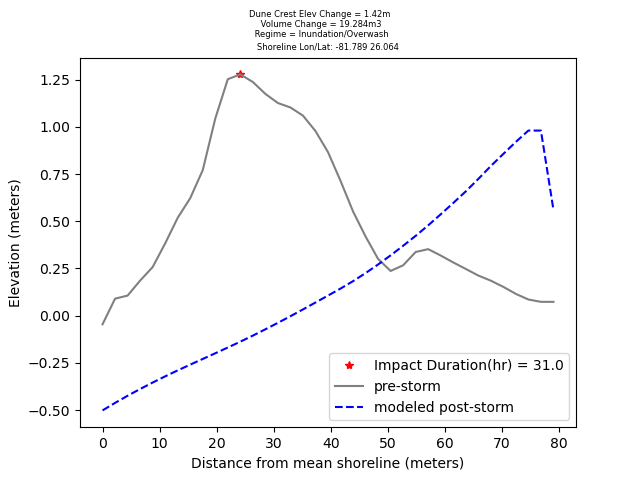 Dune Crest Elev Change = 1.42m
Volume Change = 19.284m3
Regime = Inundation/Overwash
Shoreline Lon/Lat: -81.789 26.064
Elevation (meters)
1.25
1.00
0.75
0.50
0.25
0.00
−0.25
−0.50
Impact Duration(hr) = 31.0
pre-storm
modeled post-storm
0 10 20 30 40 50 60 70 80
Distance from mean shoreline (meters)